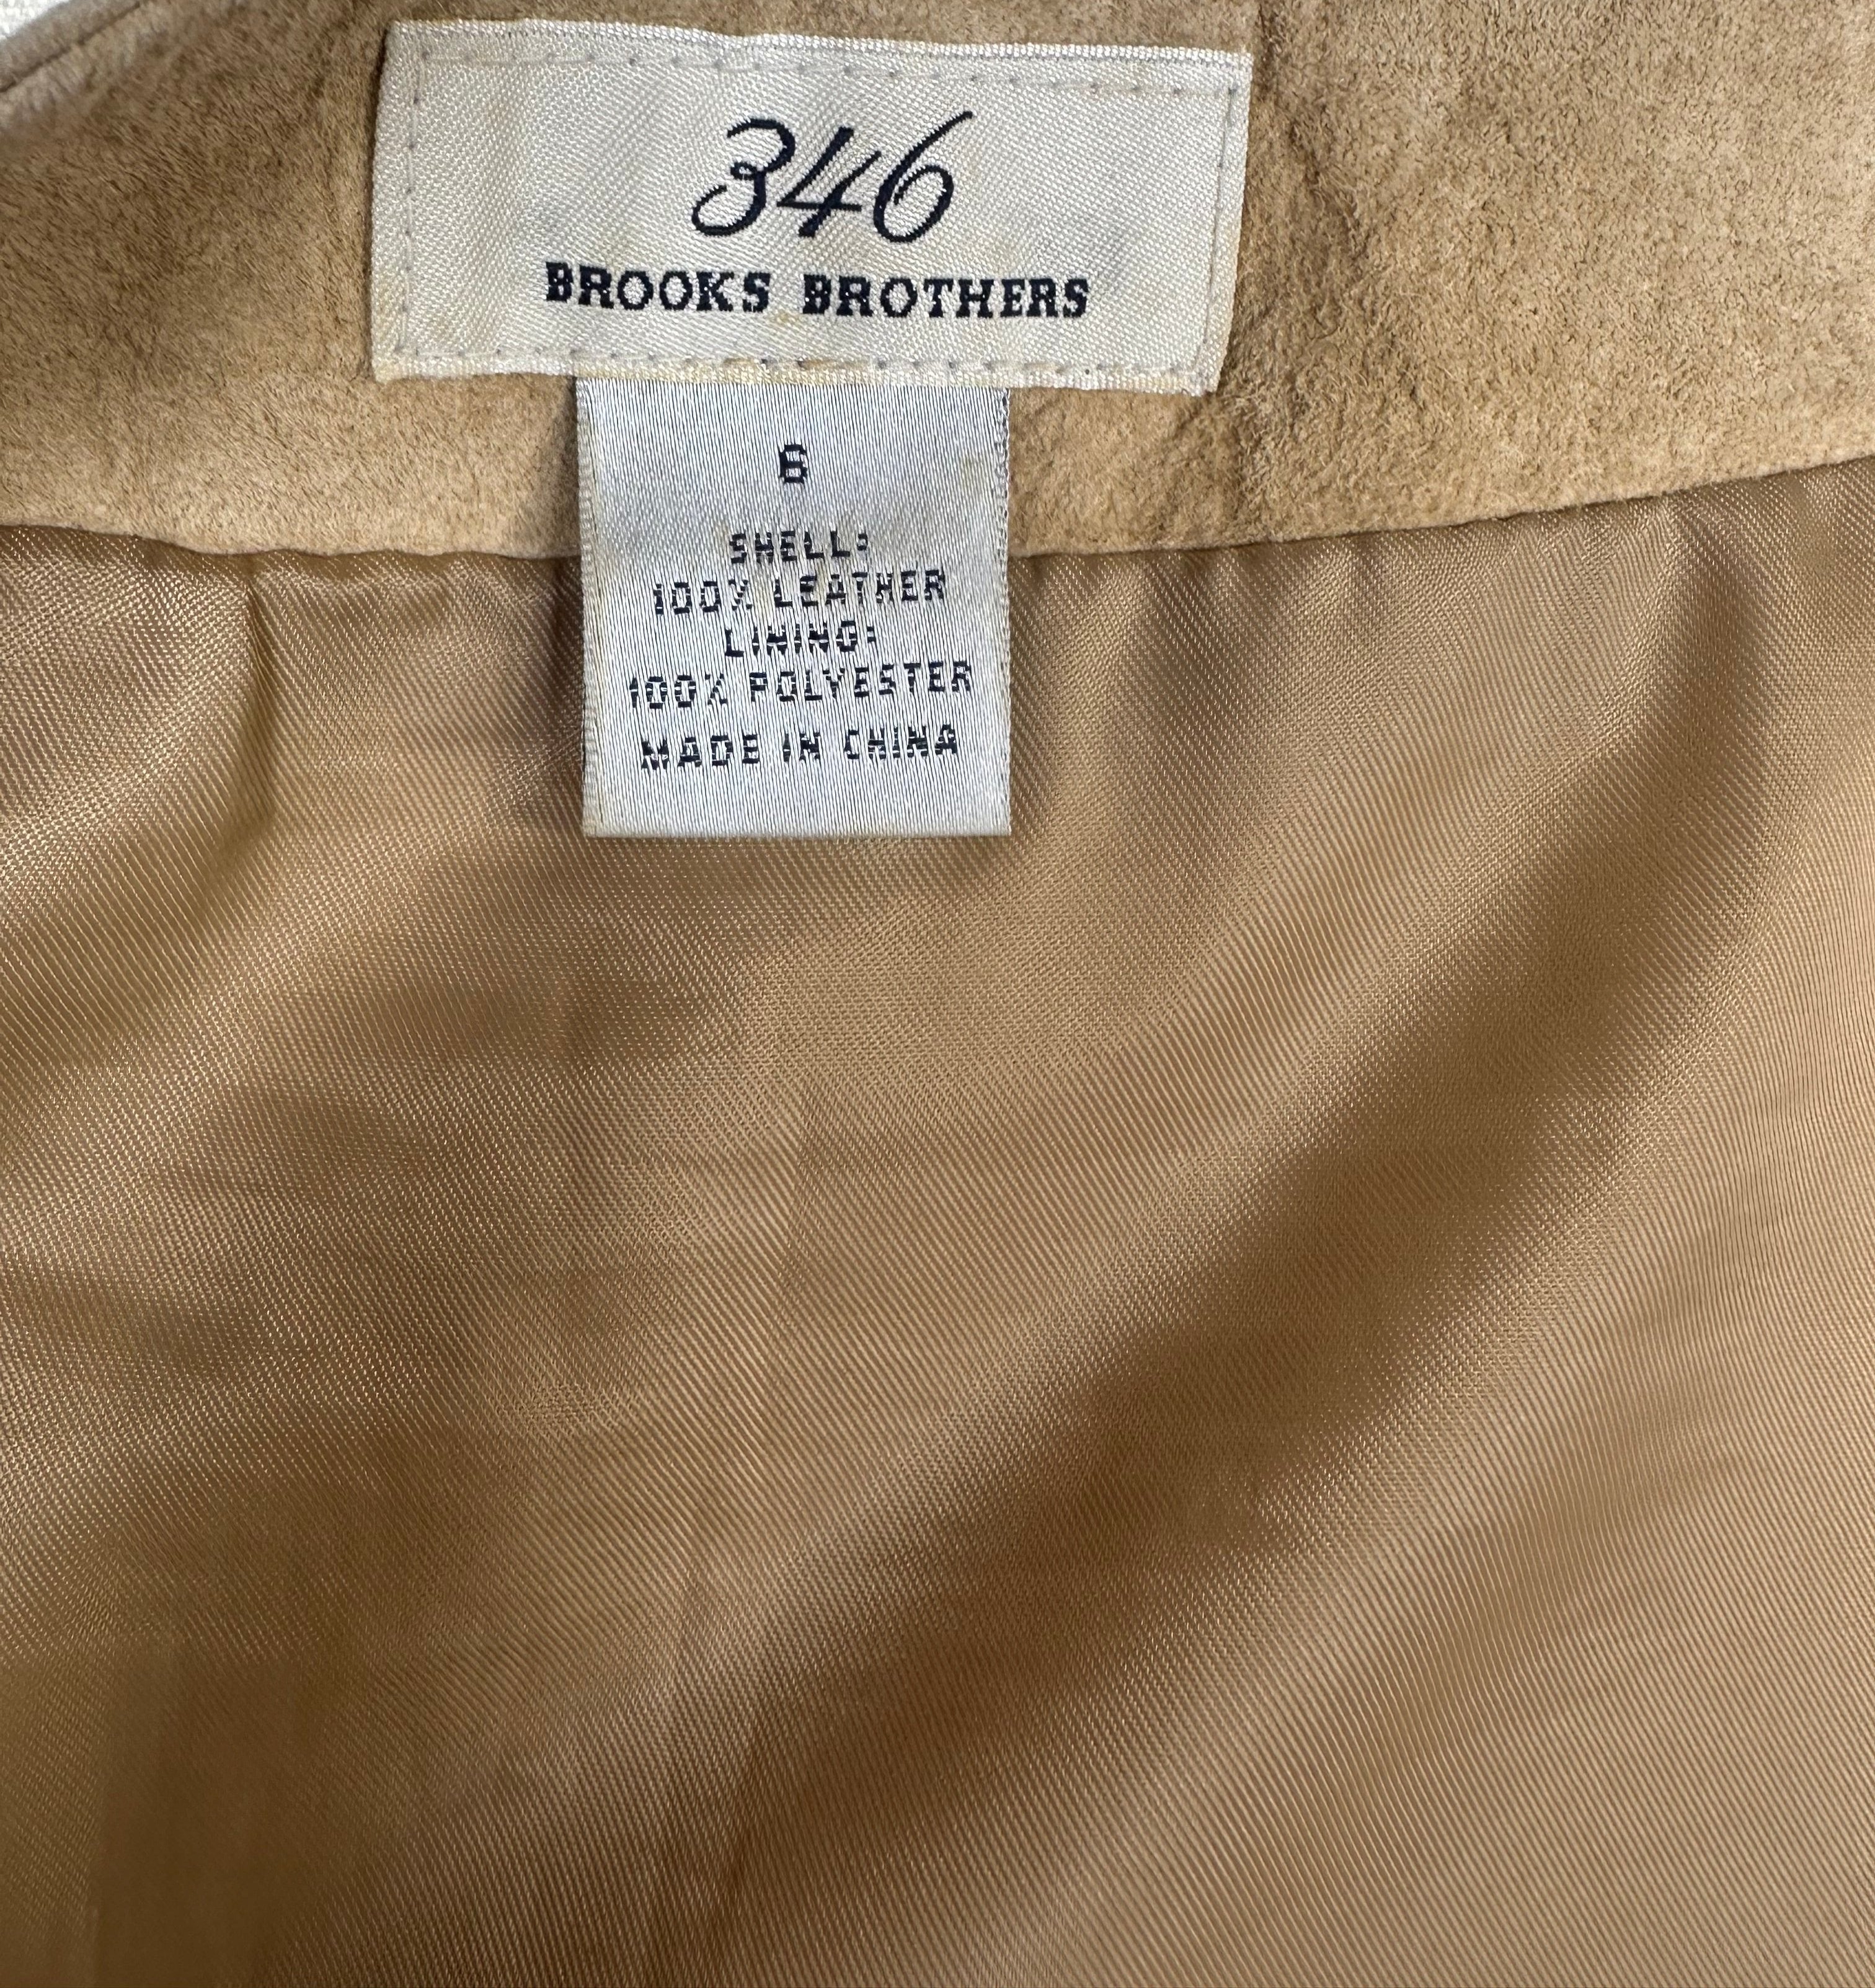 346
BROOKS BROTHERS
6
SHELL:
100% LEATHER
LINING:
100% POLYESTER
MADE IN CHINA